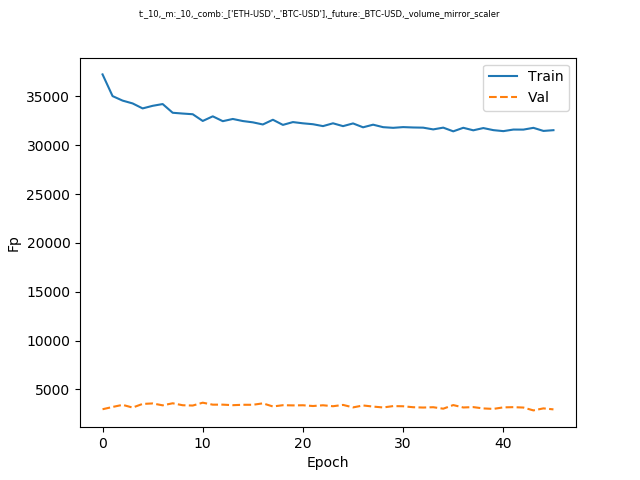 t:_10,_m:_10,_comb:_['ETH-USD',_'BTC-USD'],_future:_BTC-USD,_volume_mirror_scaler
Train
Val
35000
30000
25000
20000
15000
10000
5000
Fp
0 10 20 30 40
Epoch